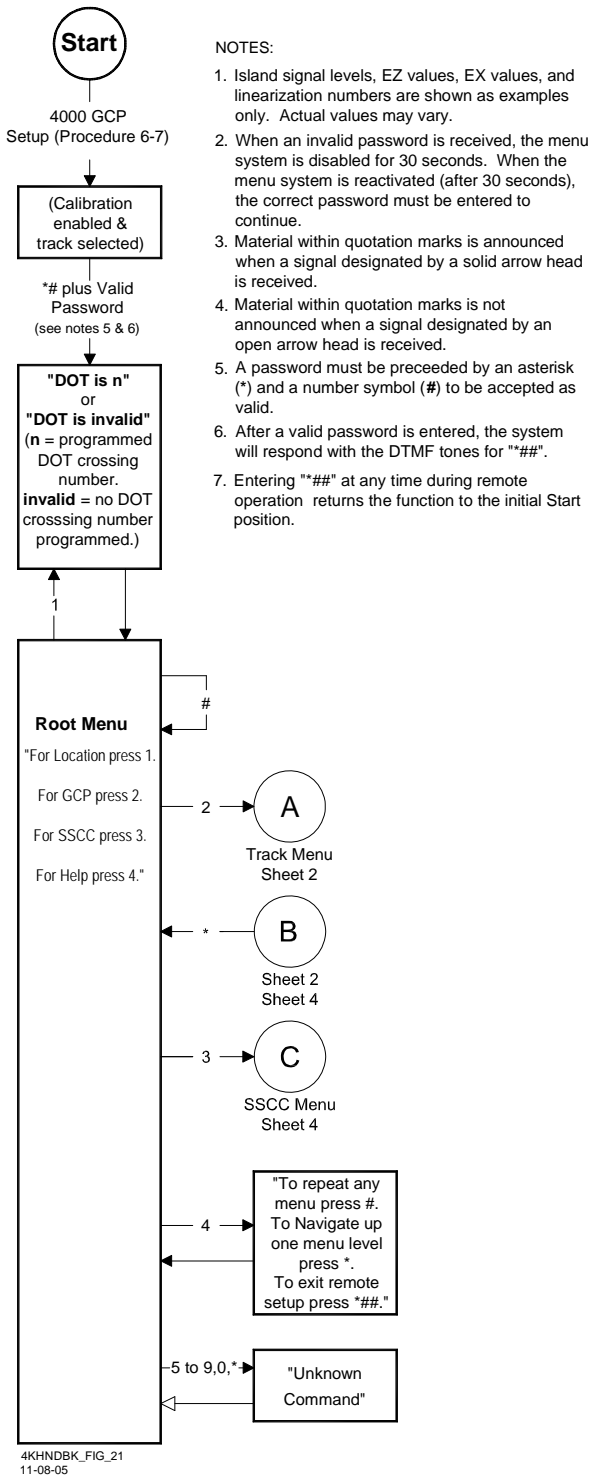 Start
4000 GCP
Setup (Procedure 6-7)
(Calibration
enabled &
track selected)
*# plus Valid
Password
(see notes 5 & 6)
"DOT is n"
or
"DOT is invalid"
(n = programmed
DOT crossing
number.
invalid = no DOT
crosssing number
programmed.)
1
NOTES:
1. Island signal levels, EZ values, EX values, and
linearization numbers are shown as examples
only. Actual values may vary.
2. When an invalid password is received, the menu
system is disabled for 30 seconds. When the
menu system is reactivated (after 30 seconds),
the correct password must be entered to
continue.
3. Material within quotation marks is announced
when a signal designated by a solid arrow head
is received.
4. Material within quotation marks is not
announced when a signal designated by an
open arrow head is received.
5. A password must be preceeded by an asterisk
(*) and a number symbol (#) to be accepted as
valid.
6. After a valid password is entered, the system
will respond with the DTMF tones for "*##".
7. Entering "*##" at any time during remote
operation returns the function to the initial Start
position.
Root Menu
"For Location press 1.
For GCP press 2.
For SSCC press 3.
For Help press 4."
#
2
A
Track Menu
Sheet 2
*
B
Sheet 2
Sheet 4
3
C
SSCC Menu
Sheet 4
4
"To repeat any
menu press #.
To Navigate up
one menu level
press *.
To exit remote
setup press *##."
5 to 9,0,*
"Unknown
Command"
4KHNDBK_FIG_21
11-08-05